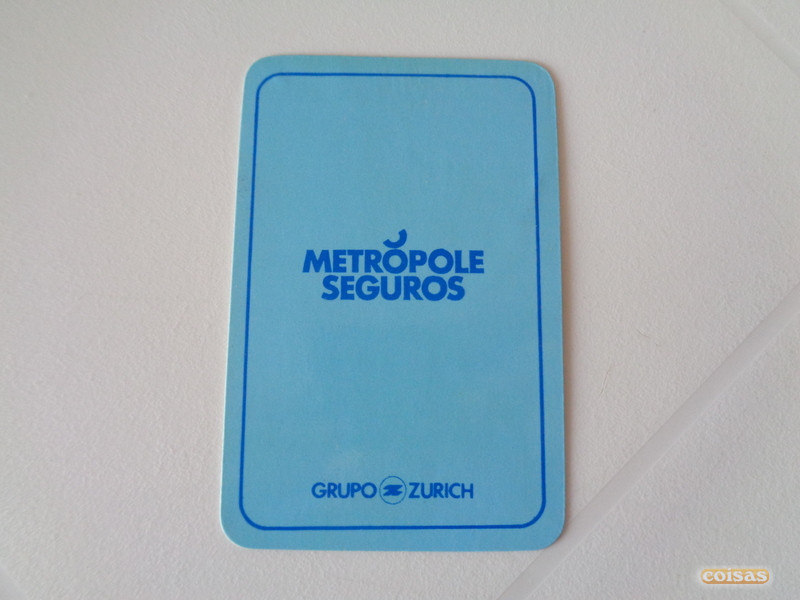 METRÓPOLE
SEGUROS
GRUPO ZURICH
coisas